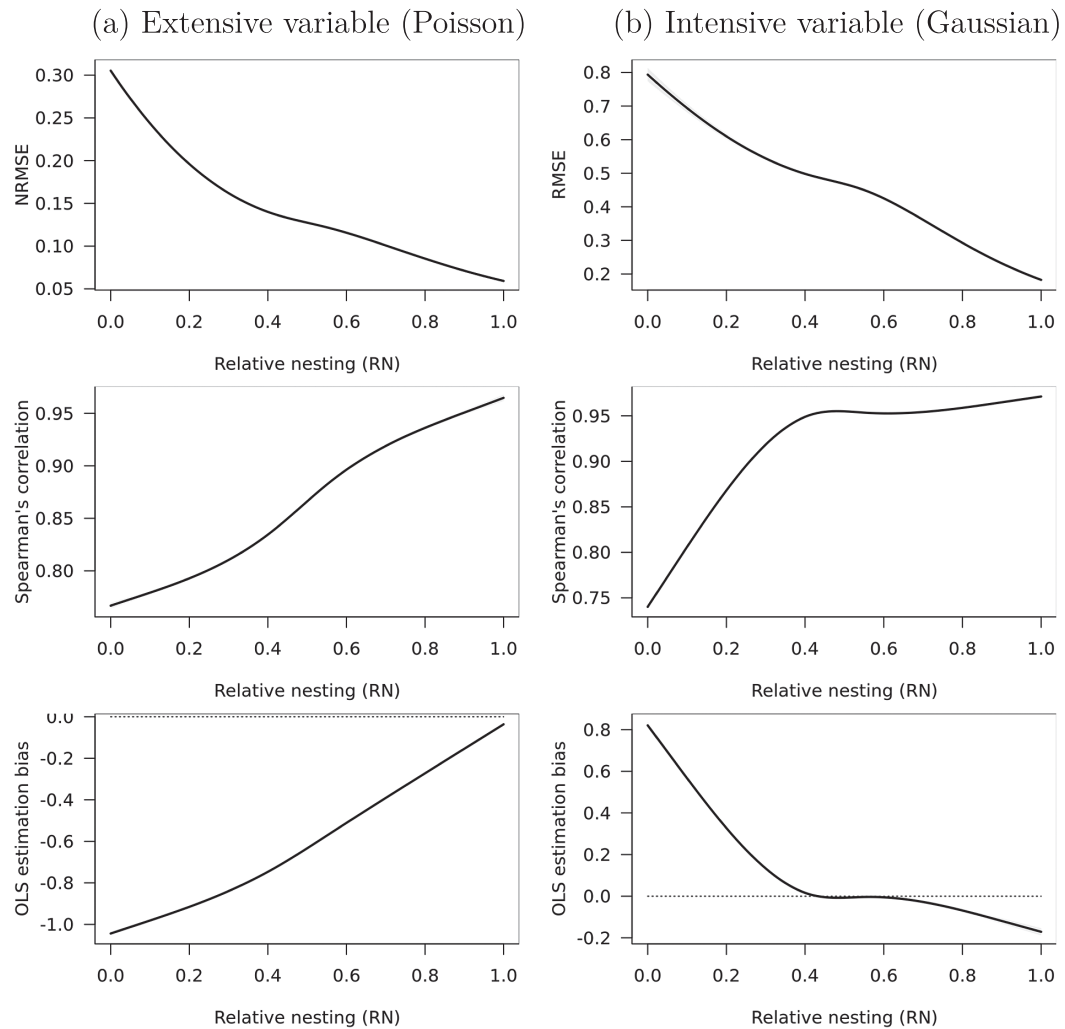 (a) Extensive variable (Poisson)
(b) Intensive variable (Gaussian)
NRMSE
0.30
0.25
0.20
0.15
0.10
0.05
0.0 0.2 0.4 0.6 0.8 1.0
Relative nesting (RN)
RMSE
0.8
0.7
0.6
0.5
0.4
0.3
0.2
0.0 0.2 0.4 0.6 0.8 1.0
Relative nesting (RN)
Spearman's correlation
0.95
0.90
0.85
0.80
0.0 0.2 0.4 0.6 0.8 1.0
Relative nesting (RN)
Spearman's correlation
0.95
0.90
0.85
0.80
0.75
0.0 0.2 0.4 0.6 0.8 1.0
Relative nesting (RN)
OLS estimation bias
0.0
-0.2
-0.4
-0.6
-0.8
-1.0
0.0 0.2 0.4 0.6 0.8 1.0
Relative nesting (RN)
OLS estimation bias
0.8
0.6
0.4
0.2
0.0
-0.2
0.0 0.2 0.4 0.6 0.8 1.0
Relative nesting (RN)